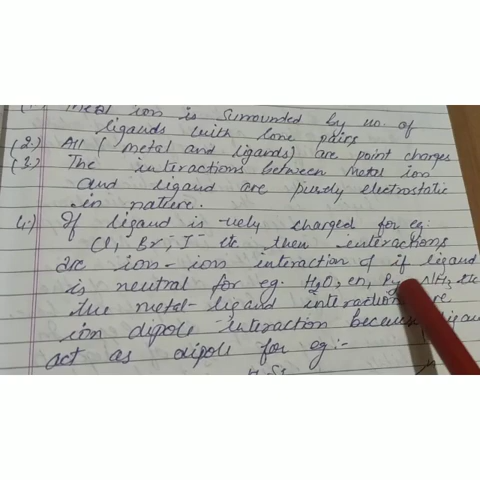 Metal ion is surrounded by no. of
ligands with lone pairs
(2.) All (metal and ligands) are point charges
(3.) The interactions between metal ion
and ligand are purely electrostatic
in nature.
4.) If ligand is -vely charged for eg:
Cl⁻, Br⁻, I⁻ etc then interactions
are ion-ion interaction & if ligand
is neutral for eg. H₂O, en, Py, NH₃ etc
the metal-ligand interactions are
ion dipole interaction because
act as dipole for eg:-